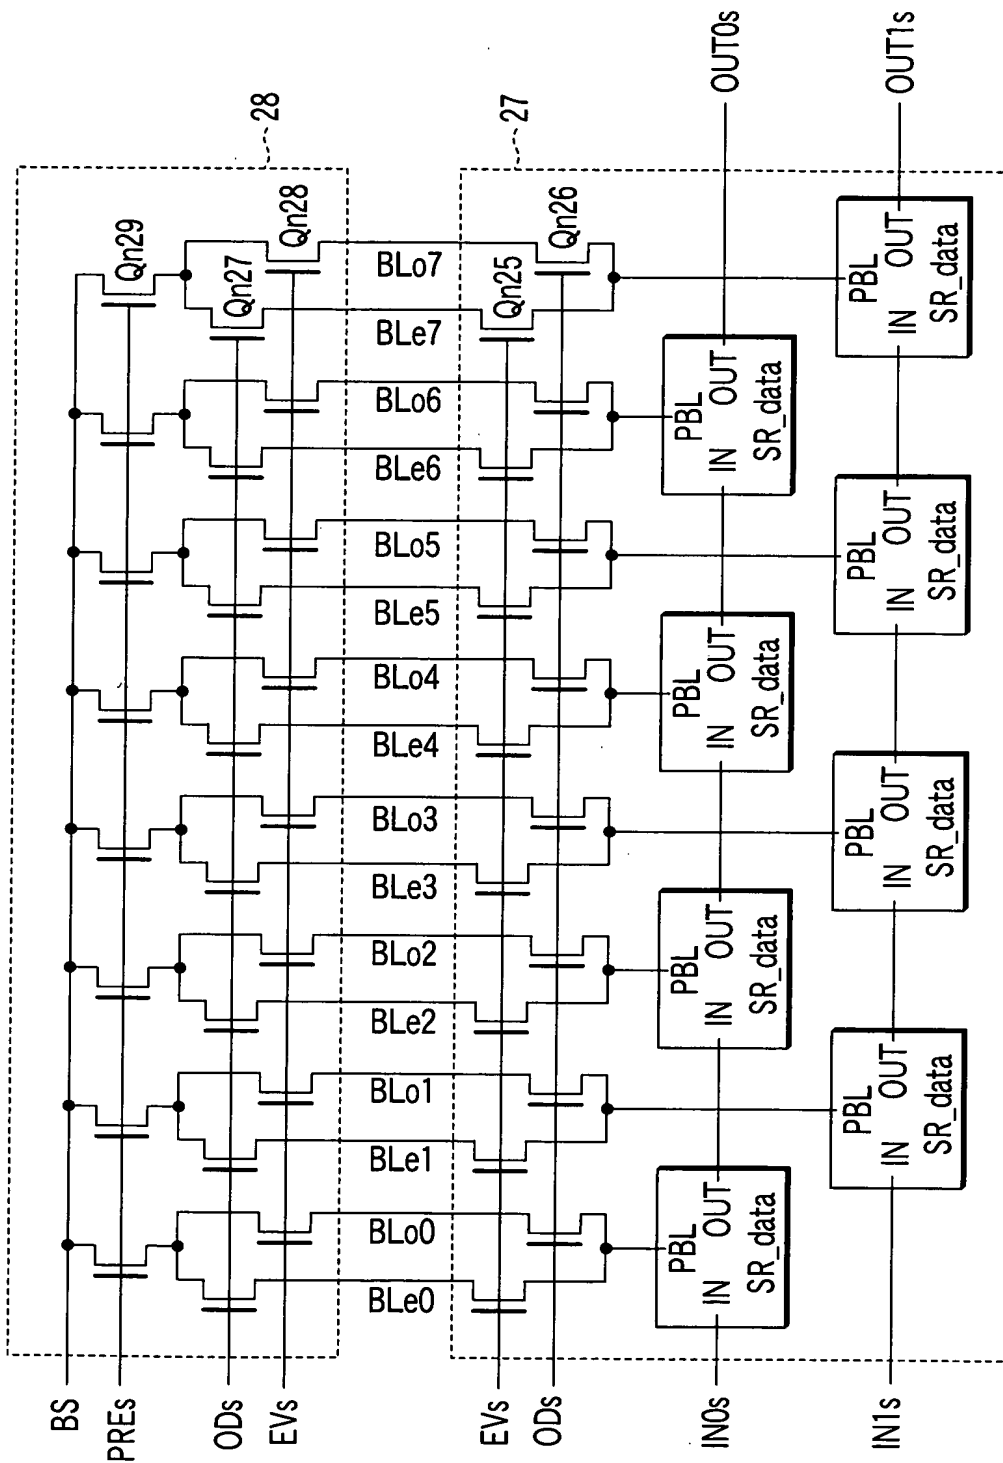 28
27
BS
PREs
ODs
EVs
EVs
ODs
IN0s
IN1s
OUT0s
OUT1s
Qn29
Qn27
Qn28
Qn25
Qn26
BLe0
BLo0
BLe1
BLo1
BLe2
BLo2
BLe3
BLo3
BLe4
BLo4
BLe5
BLo5
BLe6
BLo6
BLe7
BLo7
PBL
IN OUT
SR_data
PBL
IN OUT
SR_data
PBL
IN OUT
SR_data
PBL
IN OUT
SR_data
PBL
IN OUT
SR_data
PBL
IN OUT
SR_data
PBL
IN OUT
SR_data
PBL
IN OUT
SR_data